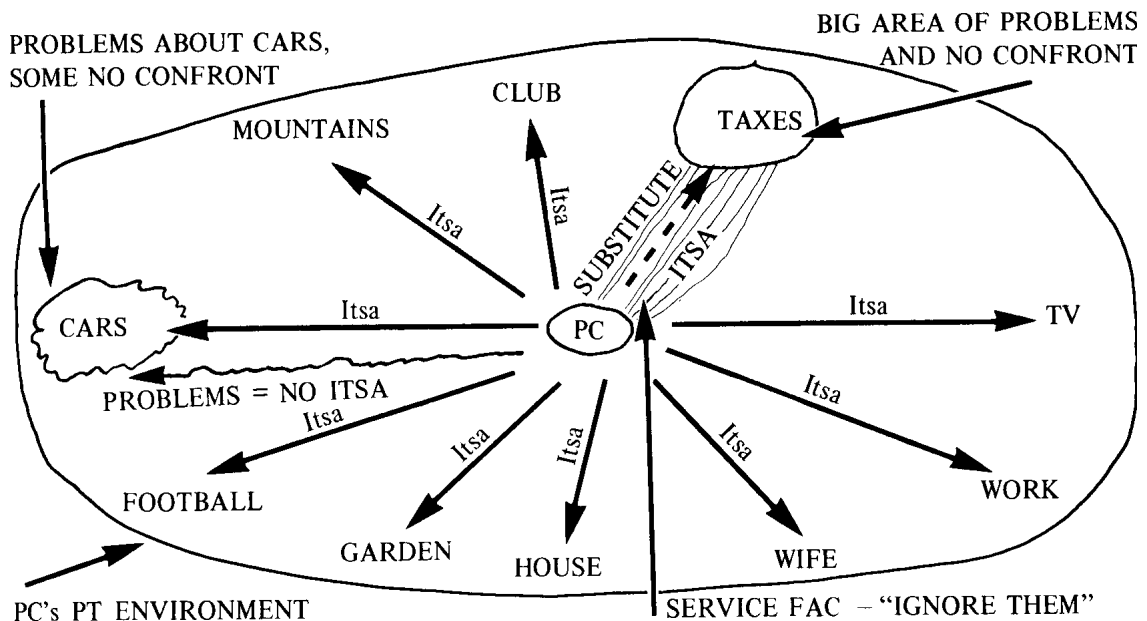 PROBLEMS ABOUT CARS,
SOME NO CONFRONT
BIG AREA OF PROBLEMS
AND NO CONFRONT
CLUB
TAXES
MOUNTAINS
Itsa
Itsa
SUBSTITUTE
ITSA
CARS
Itsa
PC
Itsa
TV
PROBLEMS = NO ITSA
Itsa
Itsa
Itsa
Itsa
Itsa
FOOTBALL
GARDEN
HOUSE
WIFE
WORK
PC's PT ENVIRONMENT
SERVICE FAC – “IGNORE THEM”